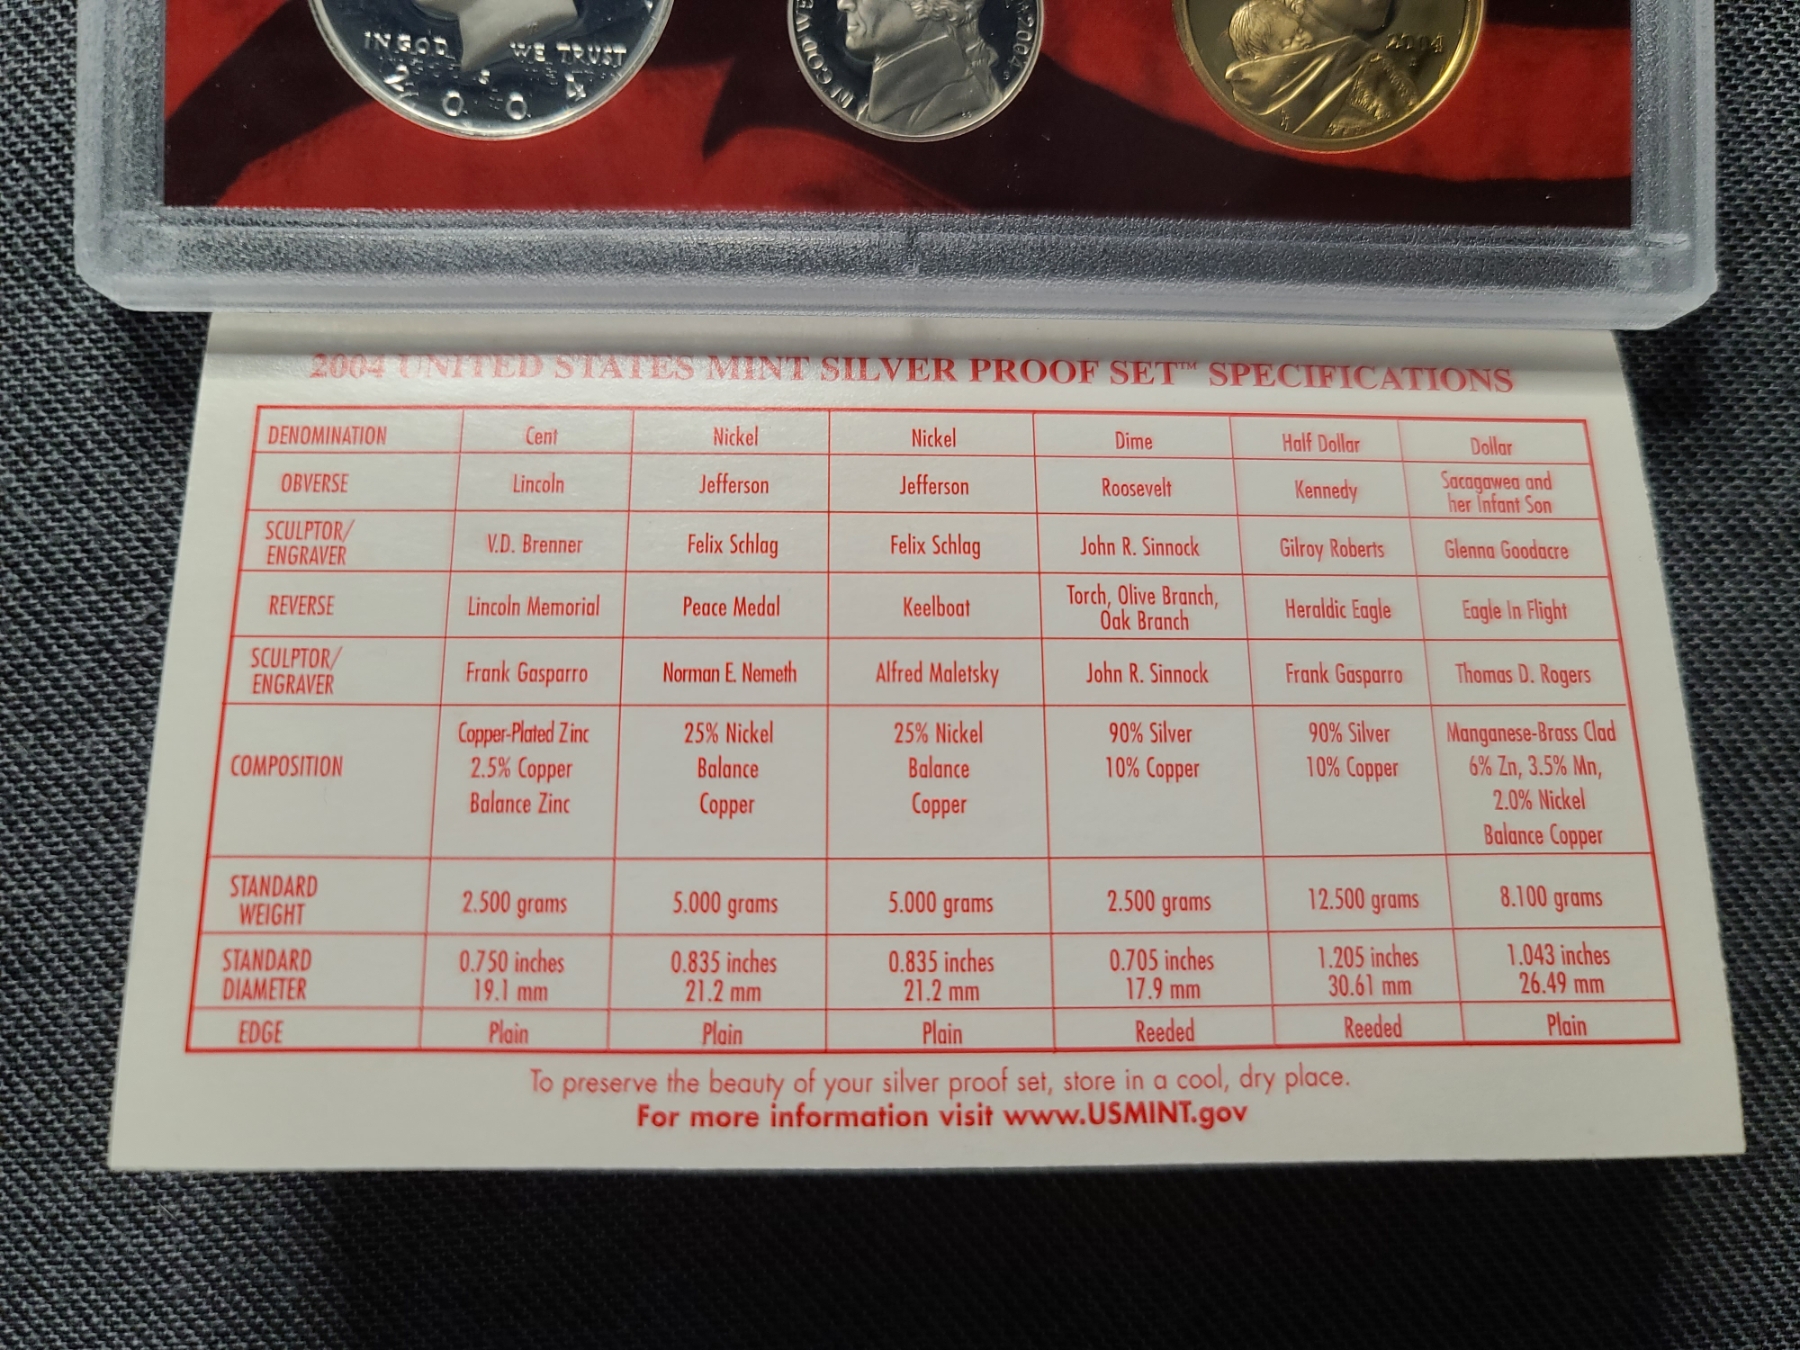 IN GOD WE TRUST
S
2004
IN GOD WE
2004
S
2004
S
2004 UNITED STATES MINT SILVER PROOF SET™ SPECIFICATIONS
DENOMINATION Cent Nickel Nickel Dime Half Dollar Dollar
OBVERSE Lincoln Jefferson Jefferson Roosevelt Kennedy Sacagawea and
her Infant Son
SCULPTOR/
ENGRAVER V.D. Brenner Felix Schlag Felix Schlag John R. Sinnock Gilroy Roberts Glenna Goodacre
REVERSE Lincoln Memorial Peace Medal Keelboat Torch, Olive Branch, Heraldic Eagle Eagle In Flight
Oak Branch
SCULPTOR/
ENGRAVER Frank Gasparro Norman E. Nemeth Alfred Maletsky John R. Sinnock Frank Gasparro Thomas D. Rogers
Copper-Plated Zinc 25% Nickel 25% Nickel 90% Silver 90% Silver Manganese-Brass Clad
COMPOSITION 2.5% Copper Balance Balance 10% Copper 10% Copper 6% Zn, 3.5% Mn,
Balance Zinc Copper Copper 2.0% Nickel
Balance Copper
STANDARD
WEIGHT 2.500 grams 5.000 grams 5.000 grams 2.500 grams 12.500 grams 8.100 grams
STANDARD 0.750 inches 0.835 inches 0.835 inches 0.705 inches 1.205 inches 1.043 inches
DIAMETER 19.1 mm 21.2 mm 21.2 mm 17.9 mm 30.61 mm 26.49 mm
EDGE Plain Plain Plain Reeded Reeded Plain
To preserve the beauty of your silver proof set, store in a cool, dry place.
For more information visit www.USMINT.gov